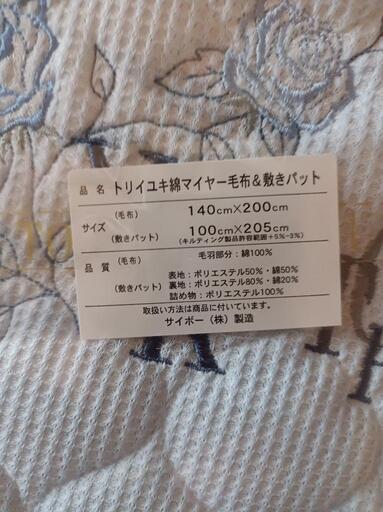 品 名 トリイユキ綿マイヤー毛布＆敷きパット
サイズ (毛布) 140cm×200cm
(敷きパット) 100cm×205cm
(キルティング製品許容範囲＋5%-3%)
品 質 (毛布) 毛羽部分：綿100%
表地：ポリエステル50%・綿50%
(敷きパット) 裏地：ポリエステル80%・綿20%
詰め物：ポリエステル100%
取扱い方法は商品に付いています。
サイボー（株）製造